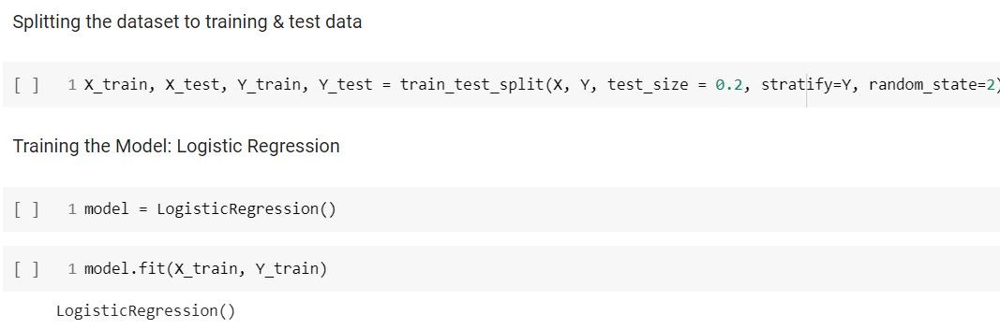 Splitting the dataset to training & test data
[ ] 1 X_train, X_test, Y_train, Y_test = train_test_split(X, Y, test_size = 0.2, stratify=Y, random_state=2)
Training the Model: Logistic Regression
[ ] 1 model = LogisticRegression()
[ ] 1 model.fit(X_train, Y_train)
LogisticRegression()